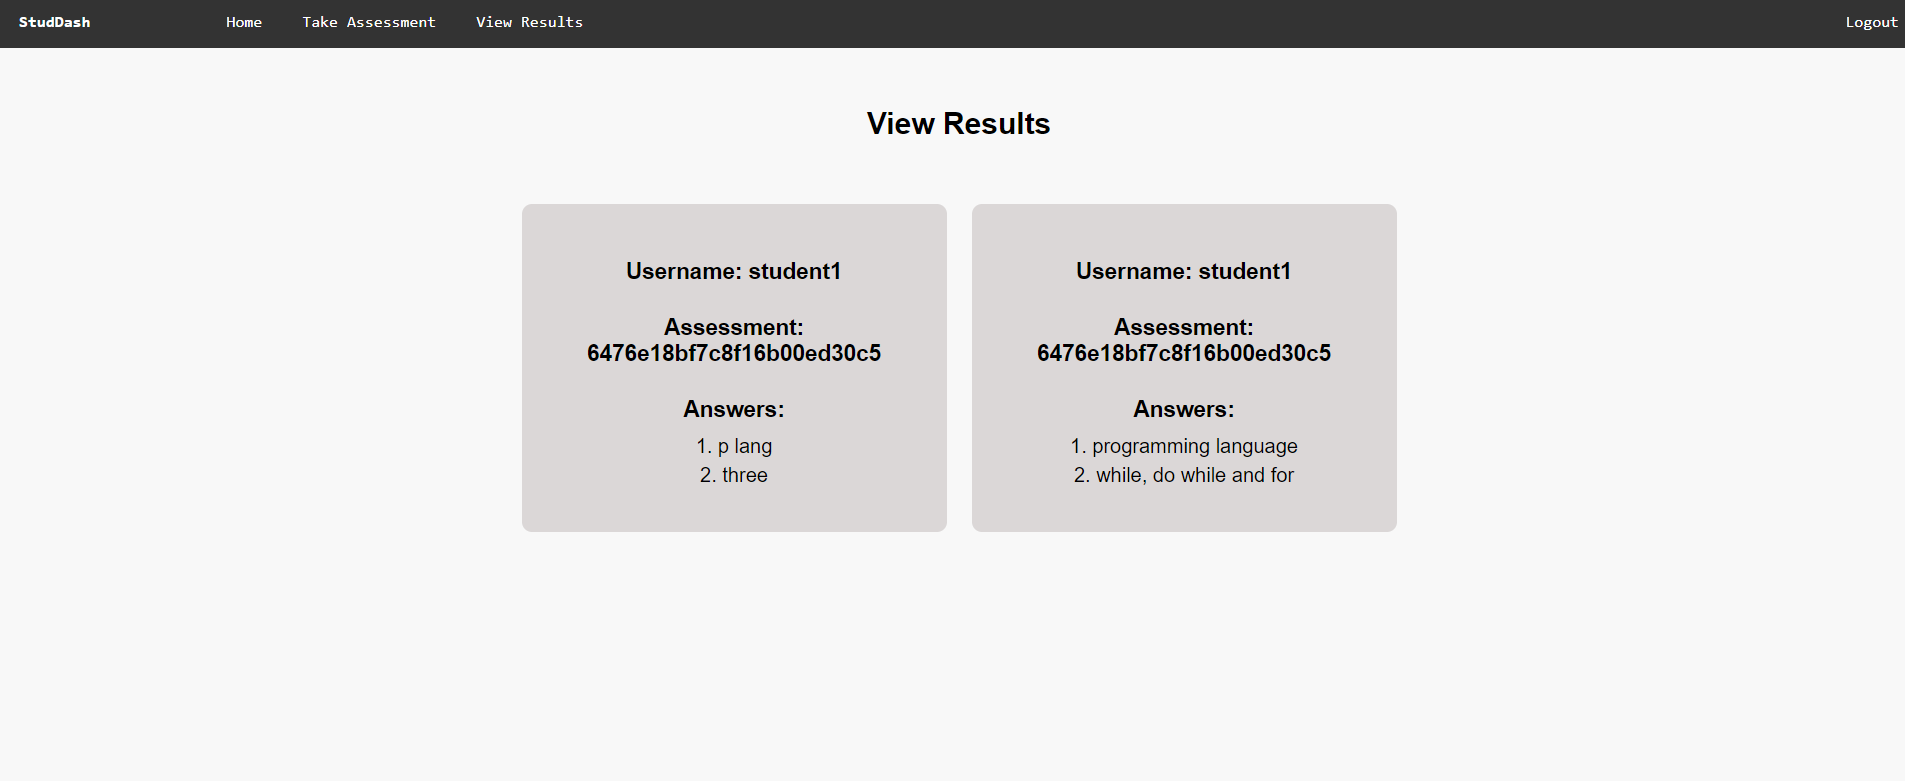 StudDash
Home
Take Assessment
View Results
Logout
View Results
Username: student1
Assessment:
6476e18bf7c8f16b00ed30c5
Answers:
1. p lang
2. three
Username: student1
Assessment:
6476e18bf7c8f16b00ed30c5
Answers:
1. programming language
2. while, do while and for